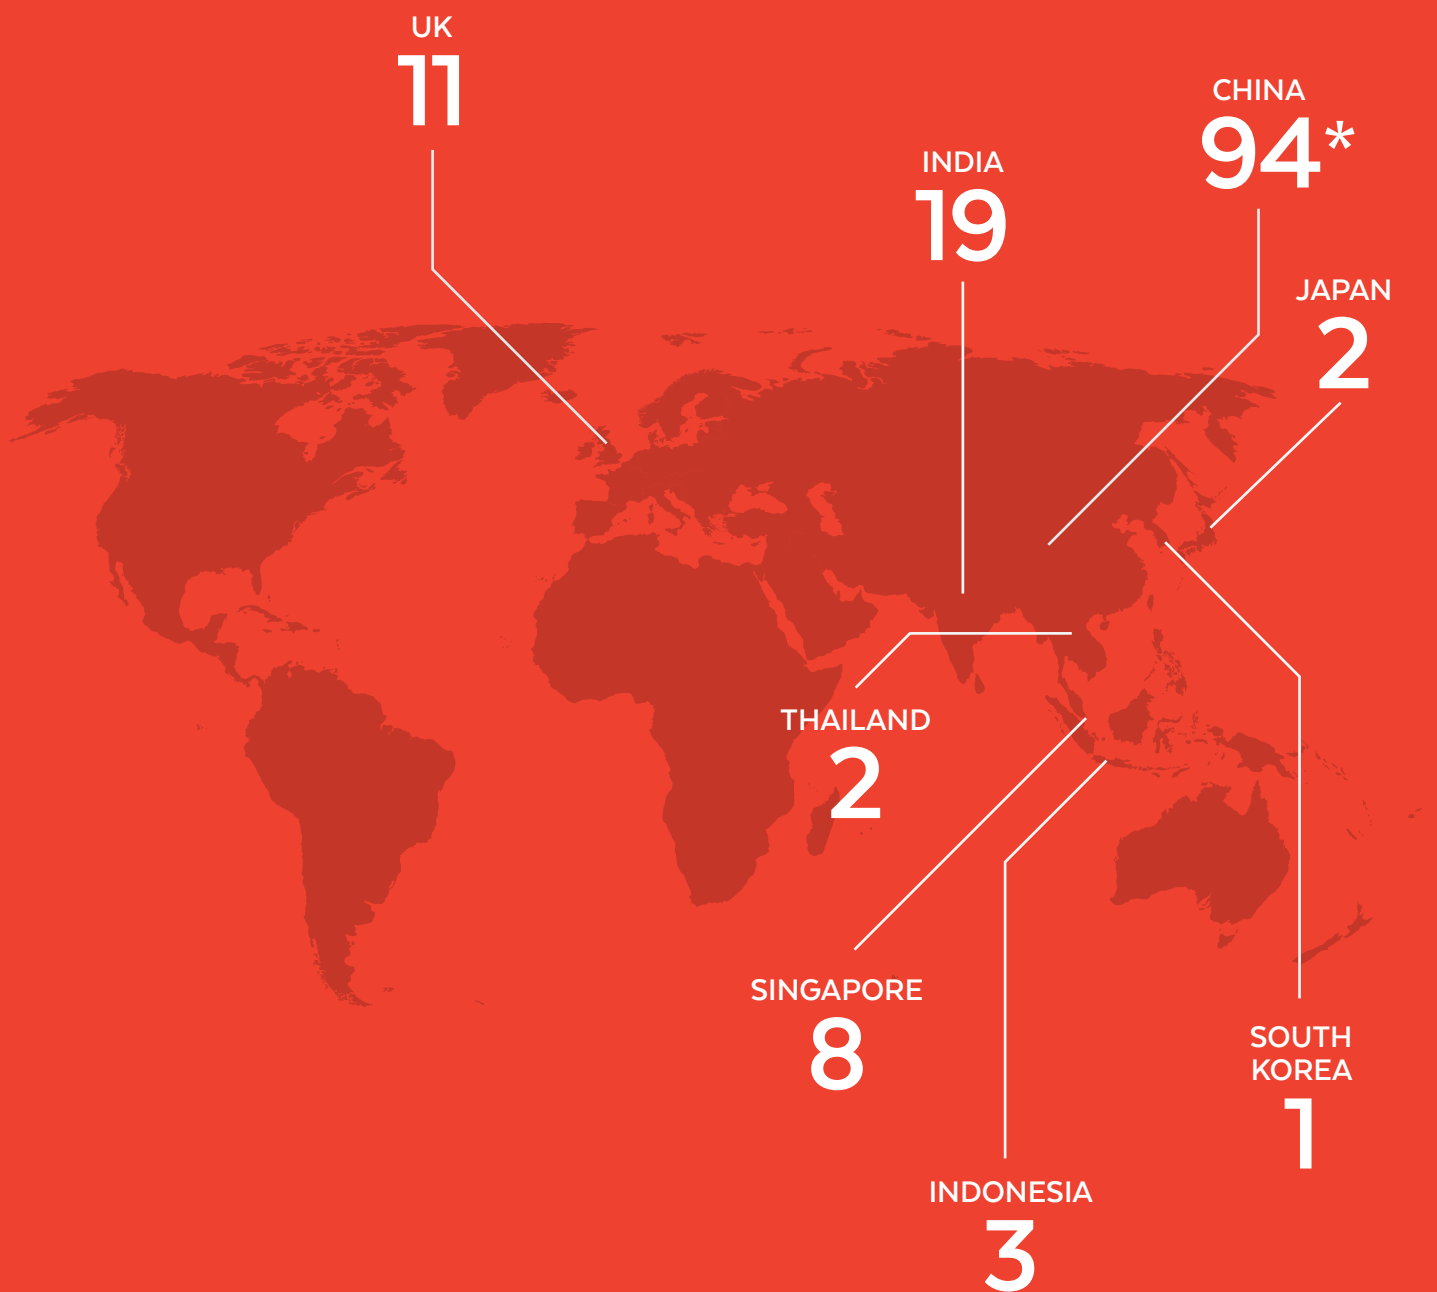 UK
11
CHINA
94*
INDIA
19
JAPAN
2
THAILAND
2
SINGAPORE
8
SOUTH
KOREA
1
INDONESIA
3